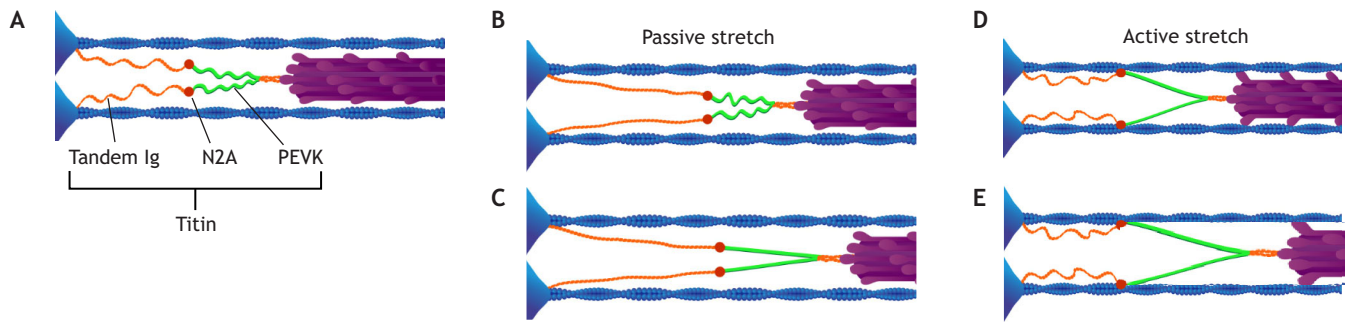 A
Tandem Ig N2A PEVK
Titin
B
Passive stretch
C
D
Active stretch
E